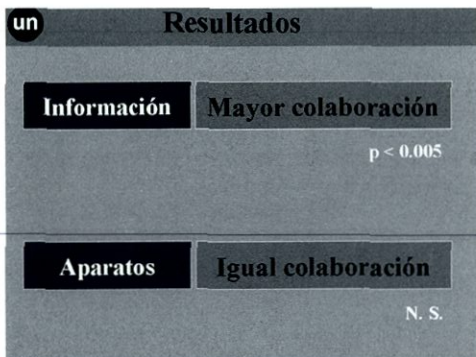 un
Resultados
Información Mayor colaboración
p < 0.005
Aparatos Igual colaboración
N. S.